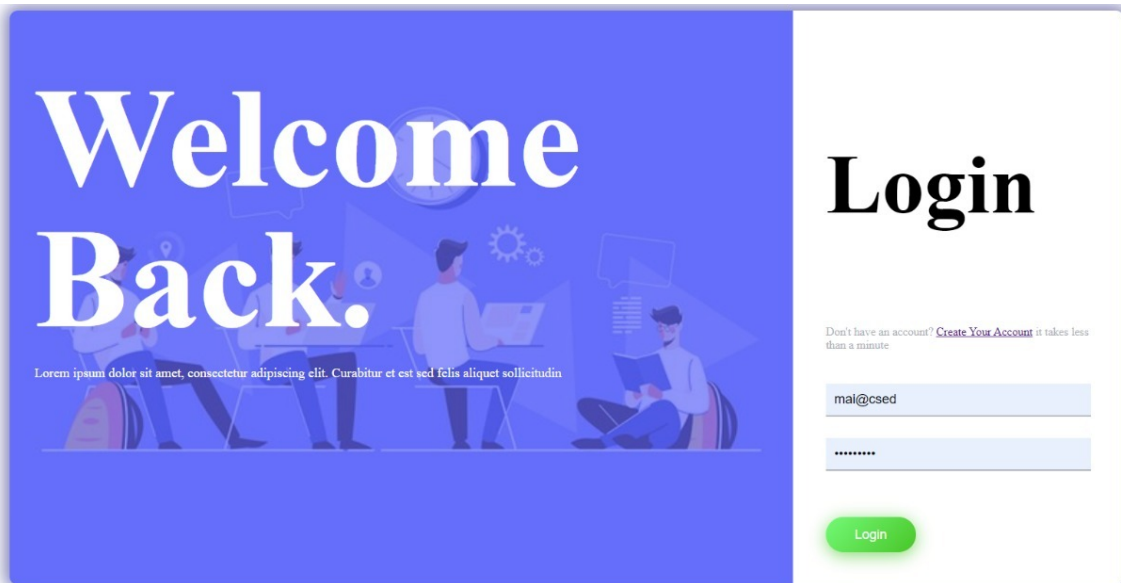 Welcome
Back.
Lorem ipsum dolor sit amet, consectetur adipiscing elit. Curabitur et est sed felis aliquet sollicitudin
Login
Don't have an account? Create Your Account it takes less
than a minute
mal@csed
•••••••••
Login